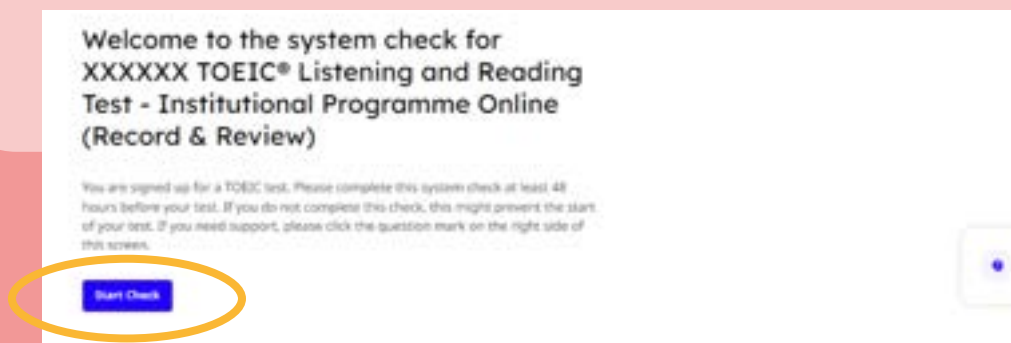 Welcome to the system check for
XXXXXX TOEIC® Listening and Reading
Test - Institutional Programme Online
(Record & Review)
You are signed up for a TOEIC test. Please complete this system check at least 48
hours before your test. If you do not complete this check, this might prevent the start
of your test. If you need support, please click the question mark on the right side of
this screen.
Start Check
?